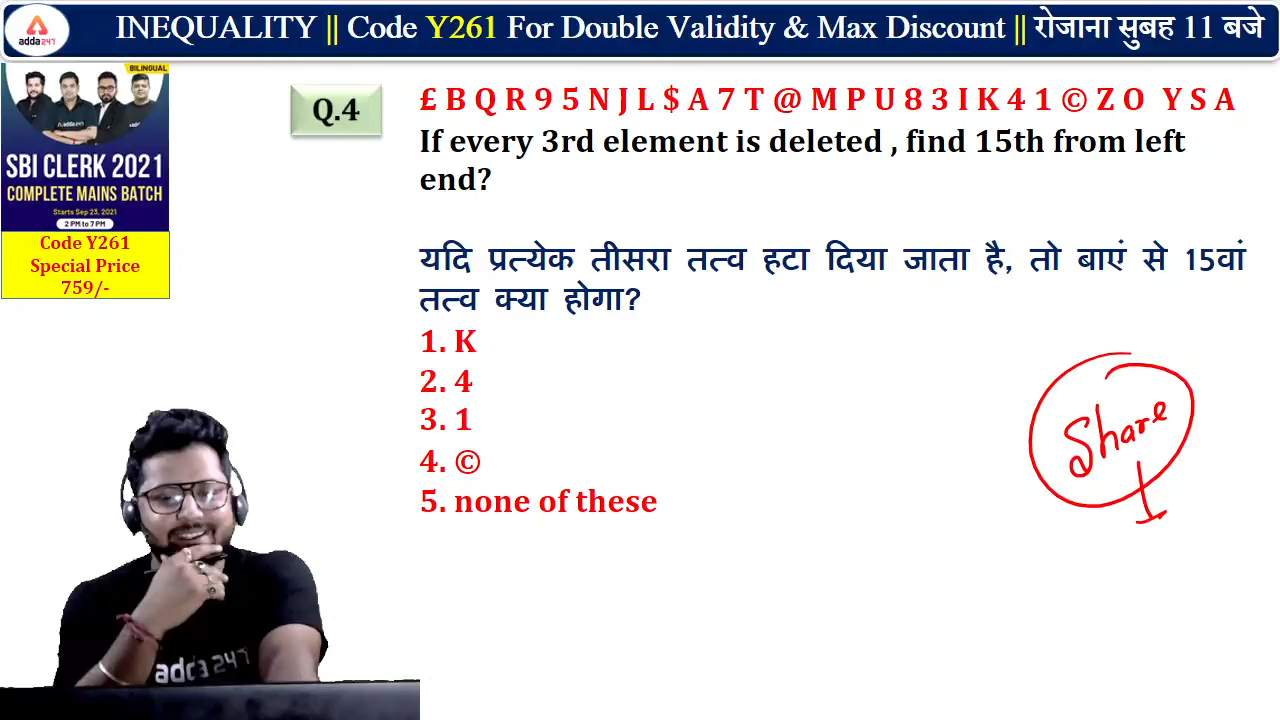 INEQUALITY || Code Y261 For Double Validity & Max Discount || रोजाना सुबह 11 बजे
adda247
BILINGUAL
SBI CLERK 2021
COMPLETE MAINS BATCH
Starts Sep 23, 2021
2 PM to 7 PM
Code Y261
Special Price
759/-
Q.4
£ B Q R 9 5 N J L $ A 7 T @ M P U 8 3 I K 4 1 © Z O Y S A
If every 3rd element is deleted , find 15th from left
end?
यदि प्रत्येक तीसरा तत्व हटा दिया जाता है, तो बाएं से 15वां
तत्व क्या होगा?
1. K
2. 4
3. 1
4. ©
5. none of these
Share
adda247